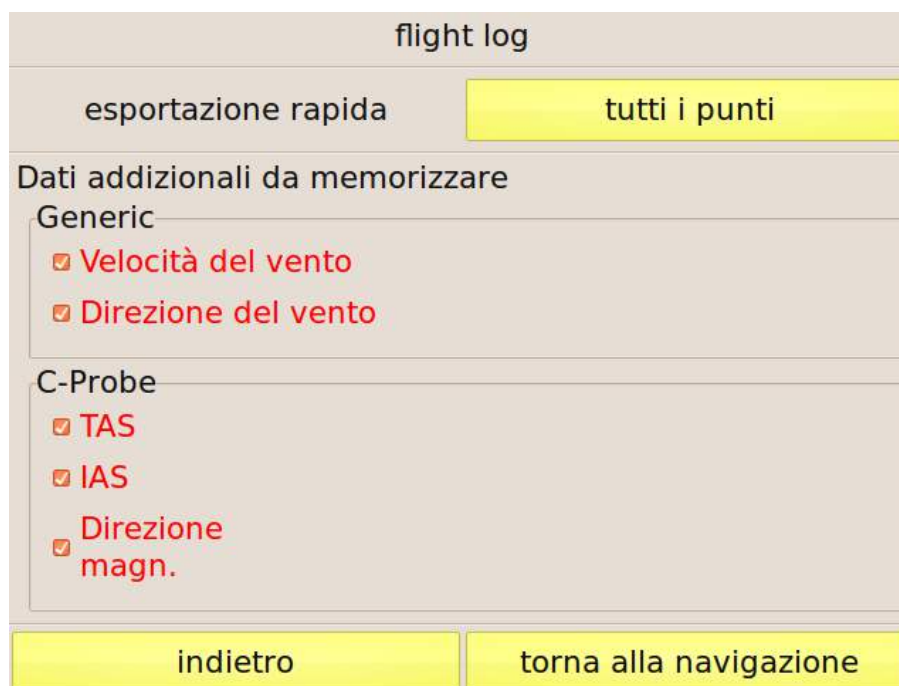 flight log
esportazione rapida tutti i punti
Dati addizionali da memorizzare
Generic
Velocità del vento
Direzione del vento
C-Probe
TAS
IAS
Direzione
magn.
indietro torna alla navigazione